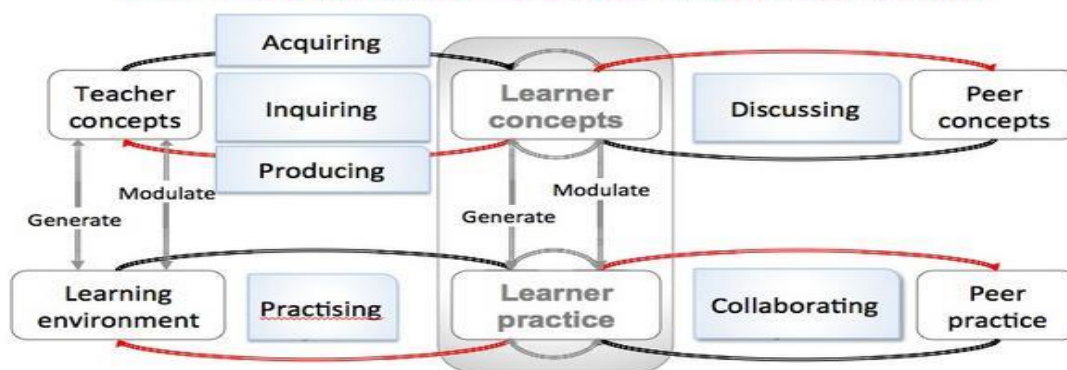 Acquiring
Teacher
concepts
Inquiring
Learner
concepts
Discussing
Peer
concepts
Producing
Modulate
Generate
Modulate
Generate
Learning
environment
Practising
Learner
practice
Collaborating
Peer
practice